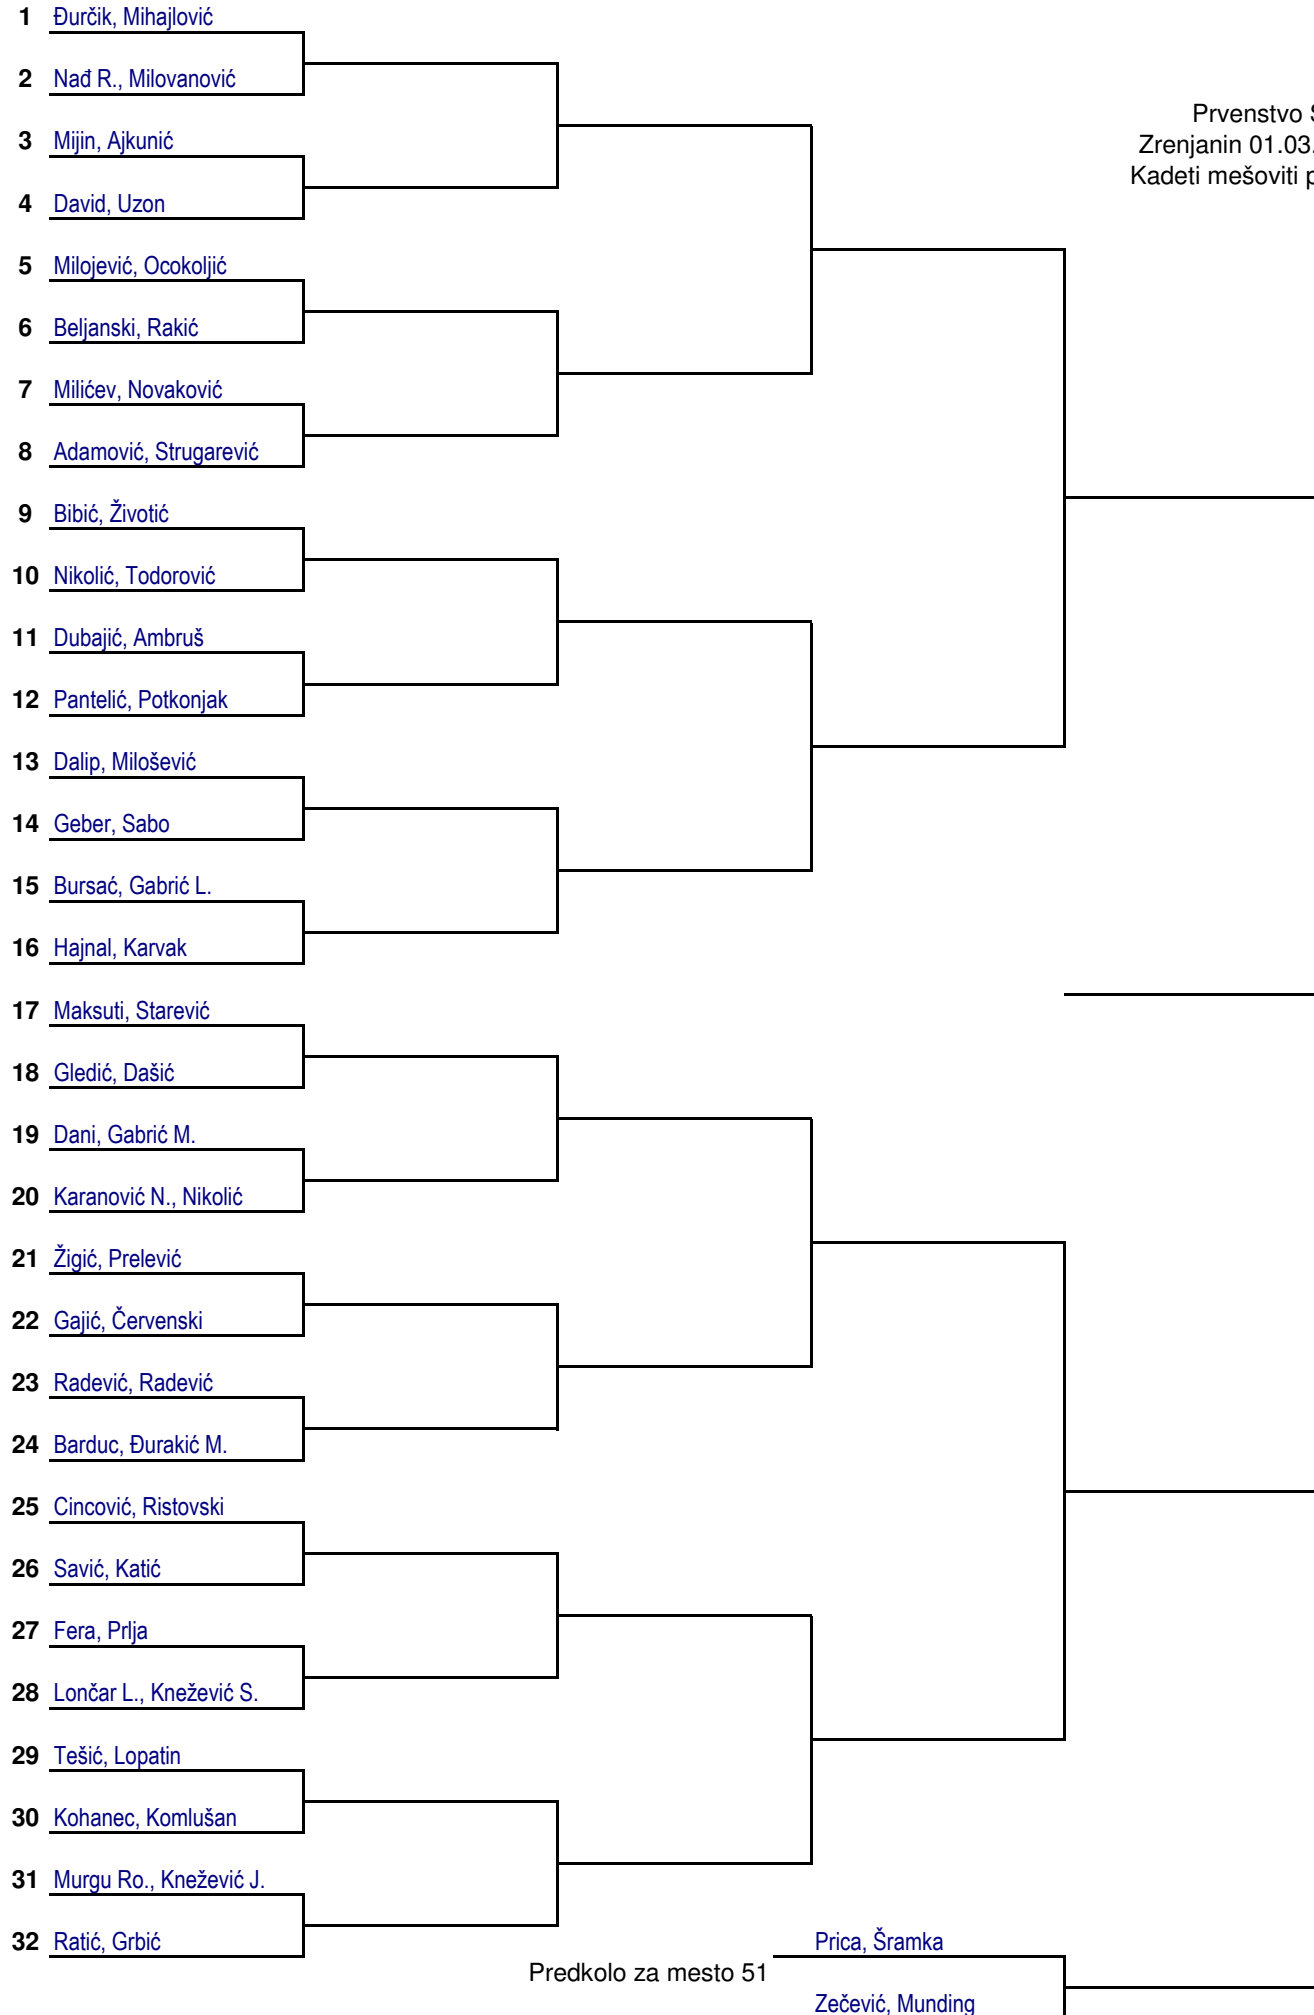 1 Đurčik, Mihajlović
2 Nađ R., Milovanović
Prvenstvo
3 Mijin, Ajkunić
Zrenjanin 01.03.
Kadeti mešoviti
4 David, Uzon
5 Milojević, Ocokoljić
6 Beljanski, Rakić
7 Milićev, Novaković
8 Adamović, Strugarević
9 Bibić, Životić
10 Nikolić, Todorović
11 Dubajić, Ambruš
12 Pantelić, Potkonjak
13 Dalip, Milošević
14 Geber, Sabo
15 Bursać, Gabrić L.
16 Hajnal, Karvak
17 Maksuti, Starević
18 Gledić, Dašić
19 Dani, Gabrić M.
20 Karanović N., Nikolić
21 Žigić, Prelević
22 Gajić, Červenski
23 Radević, Radević
24 Barduc, Đurakić M.
25 Cincović, Ristovski
26 Savić, Katić
27 Fera, Prlja
28 Lončar L., Knežević S.
29 Tešić, Lopatin
30 Kohanec, Komlušan
31 Murgu Ro., Knežević J.
32 Ratić, Grbić
Prica, Šramka
Predkolo za mesto 51
Zečević, Munding